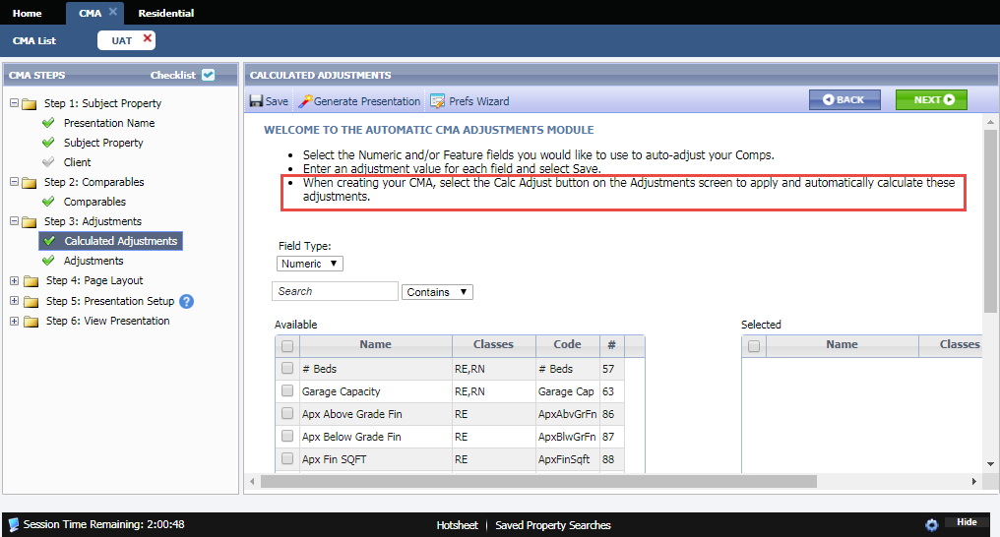 Home CMA Residential
CMA List UAT
CMA STEPS Checklist
Step 1: Subject Property
Presentation Name
Subject Property
Client
Step 2: Comparables
Comparables
Step 3: Adjustments
Calculated Adjustments
Adjustments
Step 4: Page Layout
Step 5: Presentation Setup ?
Step 6: View Presentation
CALCULATED ADJUSTMENTS
Save Generate Presentation Prefs Wizard BACK NEXT
WELCOME TO THE AUTOMATIC CMA ADJUSTMENTS MODULE
• Select the Numeric and/or Feature fields you would like to use to auto-adjust your Comps.
• Enter an adjustment value for each field and select Save.
• When creating your CMA, select the Calc Adjust button on the Adjustments screen to apply and automatically calculate these
adjustments.
Field Type:
Numeric
Search Contains
Available
Name Classes Code #
# Beds RE,RN # Beds 57
Garage Capacity RE,RN Garage Cap 63
Apx Above Grade Fin RE ApxAbvGrFn 86
Apx Below Grade Fin RE ApxBlwGrFn 87
Apx Fin SQFT RE ApxFinSqft 88
Selected
Name Classes
Session Time Remaining: 2:00:48 Hotsheet | Saved Property Searches Hide